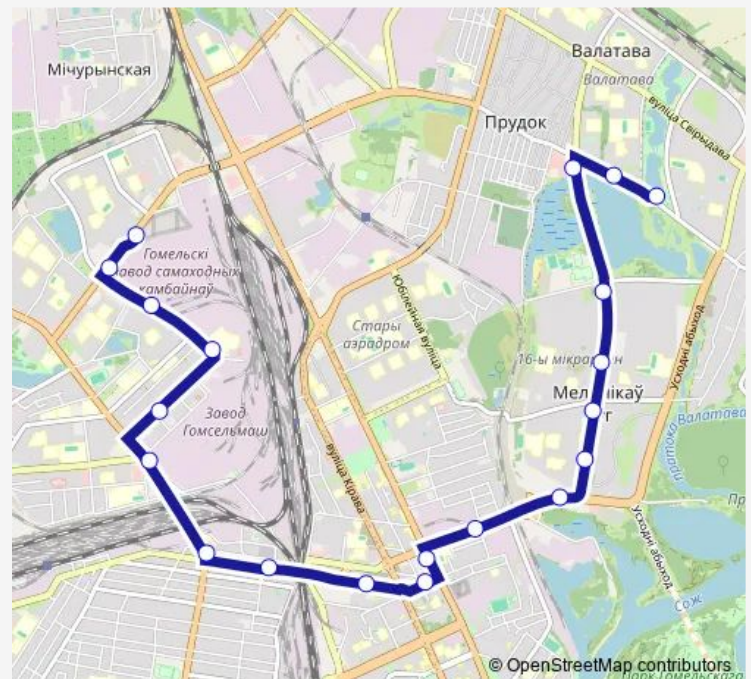 Валатава
Мічурынская
Валатава
вуліца Свірыдава
Прудок
Гомельскі
завод самаходных
камбайнаў
Юбілейная вуліца
Стары
аэрадром
Усходні абыход
16-ы мікрараён
Завод
Гомсельмаш
Валатава
вуліца Кірава
Усходні абыход
Сож
© OpenStreetMap contributors